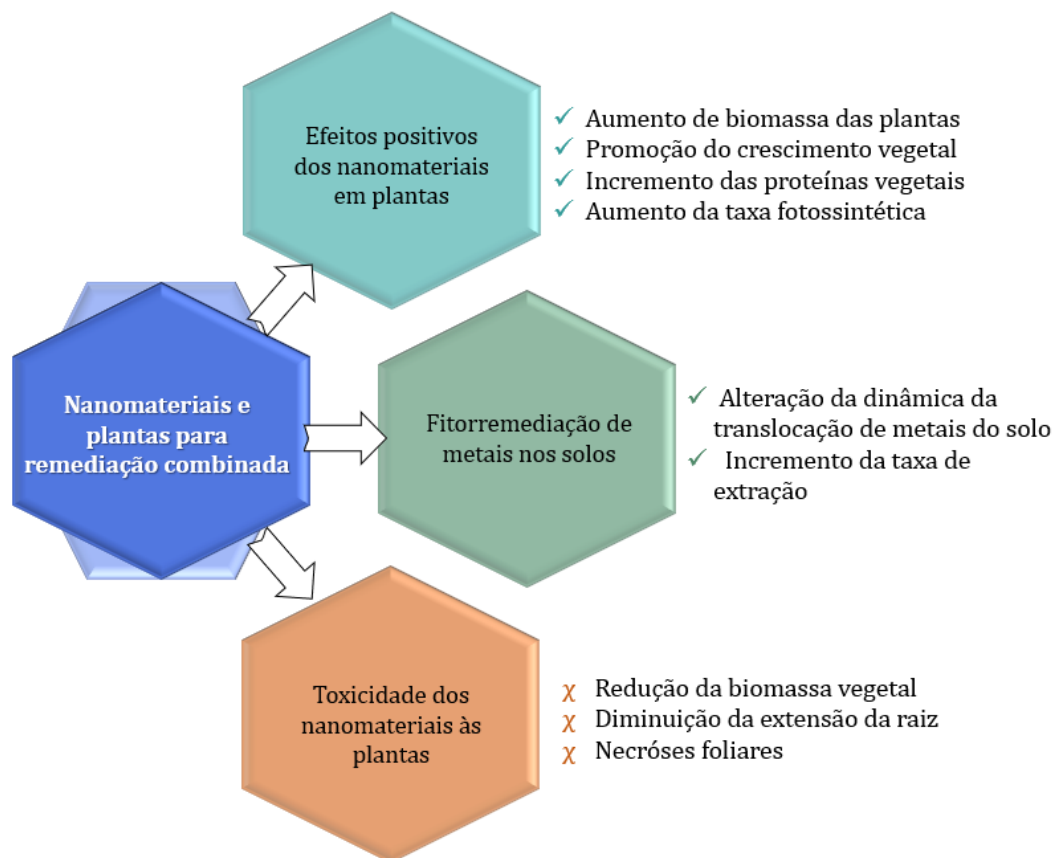 Efeitos positivos
dos nanomateriais
em plantas
✓ Aumento de biomassa das plantas
✓ Promoção do crescimento vegetal
✓ Incremento das proteínas vegetais
✓ Aumento da taxa fotossintética
Nanomateriais e
plantas para
remediação combinada
Fitorremediação de
metais nos solos
✓ Alteração da dinâmica da
translocação de metais do solo
✓ Incremento da taxa de
extração
Toxicidade dos
nanomateriais às
plantas
χ Redução da biomassa vegetal
χ Diminuição da extensão da raiz
χ Necróses foliares